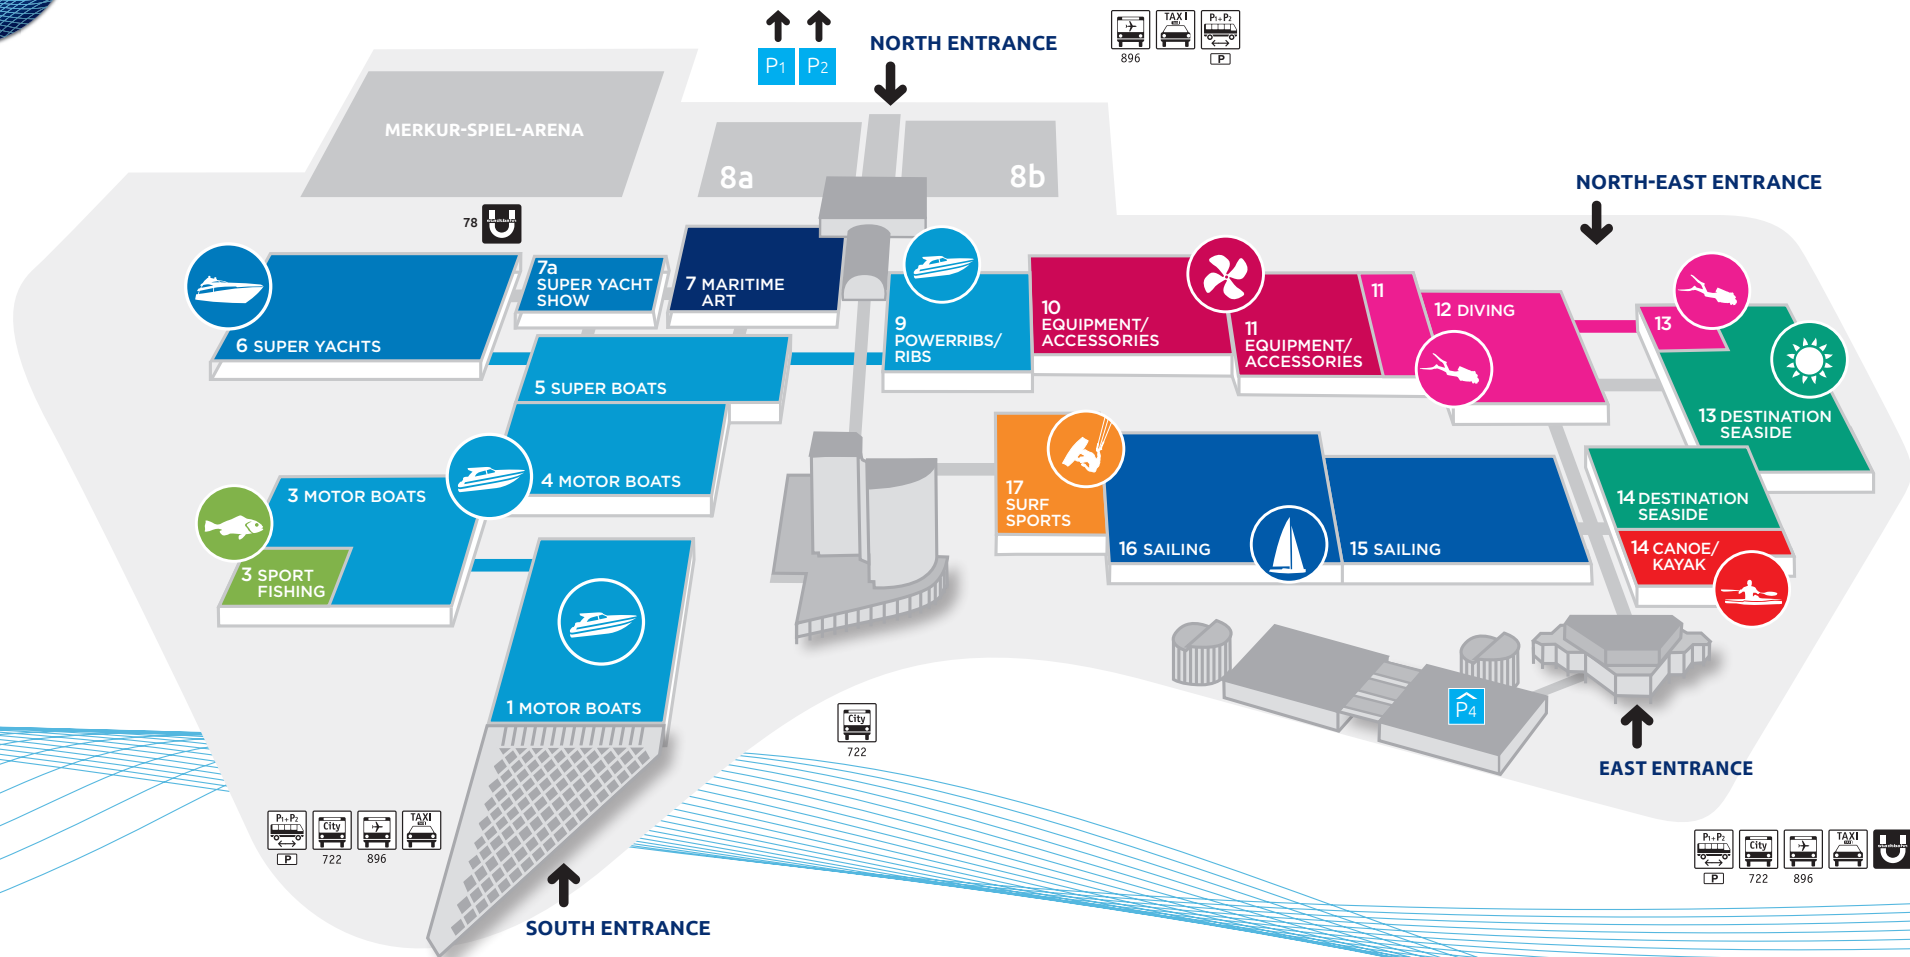 P1 P2
NORTH ENTRANCE
TAXI
P1+P2
896
P
MERKUR-SPIEL-ARENA
8a
8b
NORTH-EAST ENTRANCE
78
7a
SUPER YACHT
SHOW
7 MARITIME
ART
6 SUPER YACHTS
9
POWERRIBS/
RIBS
10
EQUIPMENT/
ACCESSORIES
11
EQUIPMENT/
ACCESSORIES
11
12 DIVING
13
13 DESTINATION
SEASIDE
5 SUPER BOATS
4 MOTOR BOATS
3 MOTOR BOATS
3 SPORT
FISHING
17
SURF
SPORTS
16 SAILING
15 SAILING
14 DESTINATION
SEASIDE
14 CANOE/
KAYAK
1 MOTOR BOATS
City
722
P4
EAST ENTRANCE
P1+P2
City
TAXI
P
722
896
SOUTH ENTRANCE
P1+P2
City
TAXI
U
P
722
896